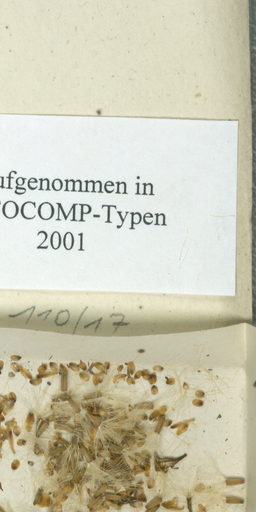 ufgenommen in
OCOMP-Typen
2001
110/17